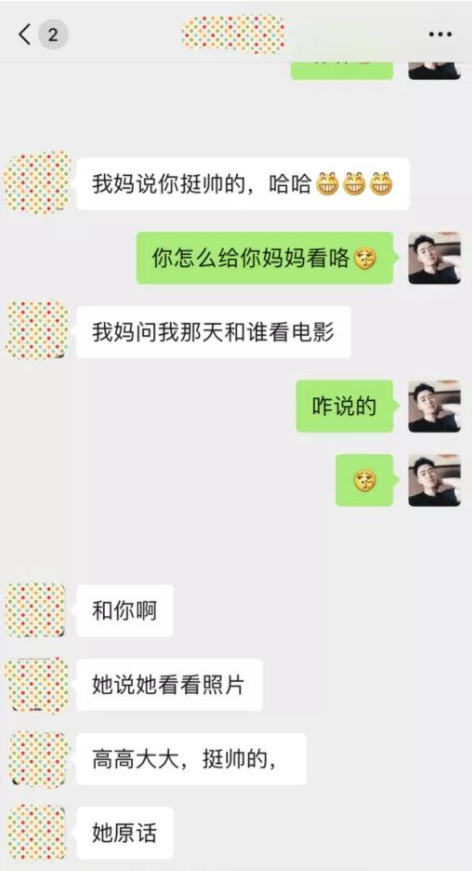 2
我妈说你挺帅的，哈哈😁😁😁
你怎么给你妈妈看咯
我妈问我那天和谁看电影
咋说的
和你啊
她说她看看照片
高高大大，挺帅的，
她原话